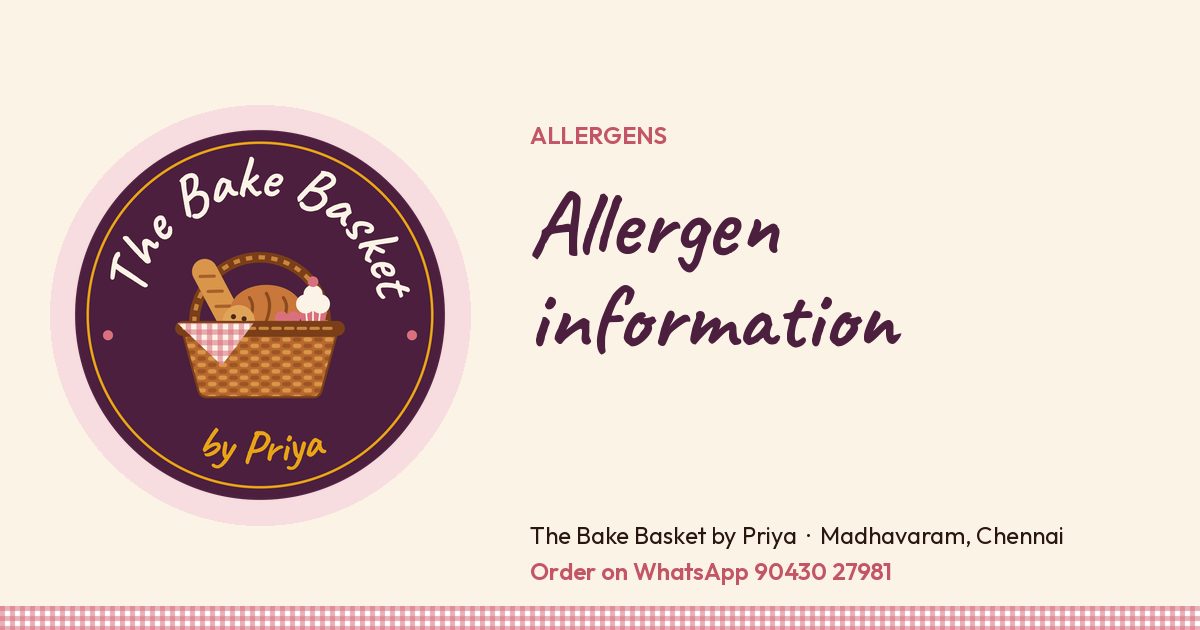 The Bake Basket
by Priya
ALLERGENS
Allergen
information
The Bake Basket by Priya · Madhavaram, Chennai
Order on WhatsApp 90430 27981